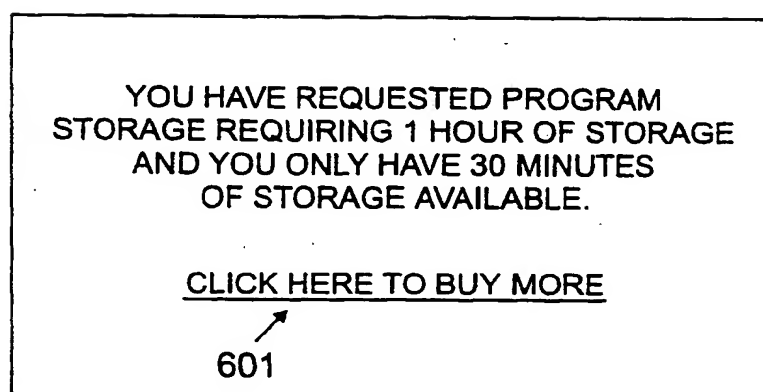 YOU HAVE REQUESTED PROGRAM
STORAGE REQUIRING 1 HOUR OF STORAGE
AND YOU ONLY HAVE 30 MINUTES
OF STORAGE AVAILABLE.
CLICK HERE TO BUY MORE
601